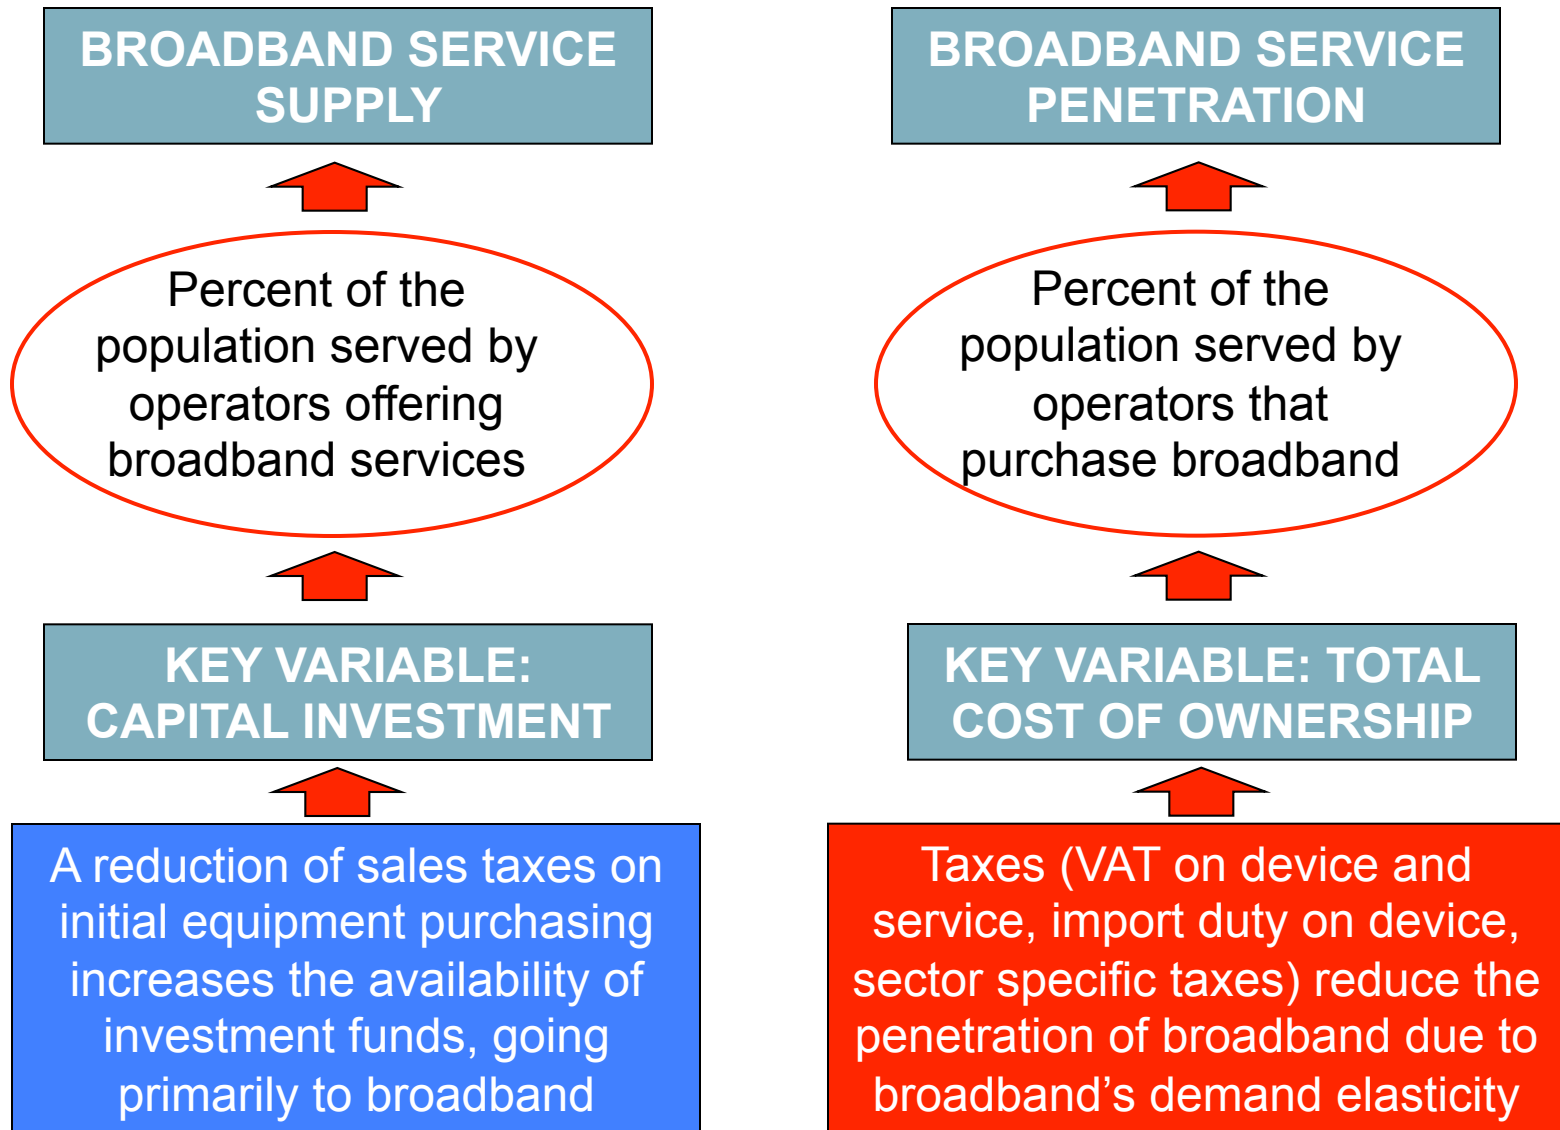 BROADBAND SERVICE
SUPPLY
Percent of the
population served by
operators offering
broadband services
KEY VARIABLE:
CAPITAL INVESTMENT
A reduction of sales taxes on
initial equipment purchasing
increases the availability of
investment funds, going
primarily to broadband
BROADBAND SERVICE
PENETRATION
Percent of the
population served by
operators that
purchase broadband
KEY VARIABLE: TOTAL
COST OF OWNERSHIP
Taxes (VAT on device and
service, import duty on device,
sector specific taxes) reduce the
penetration of broadband due to
broadband’s demand elasticity